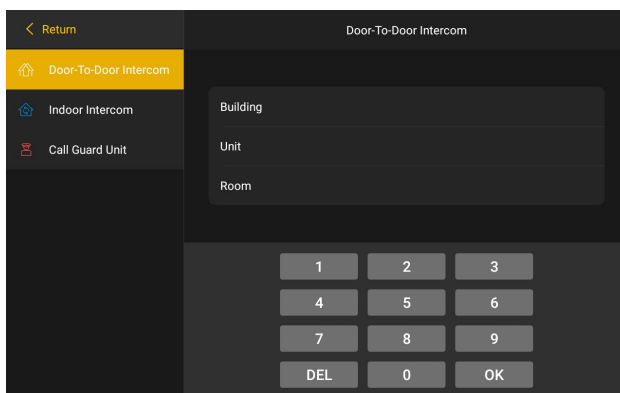 Return
Door-To-Door Intercom
Door-To-Door Intercom
Indoor Intercom
Call Guard Unit
Building
Unit
Room
1 2 3
4 5 6
7 8 9
DEL 0 OK